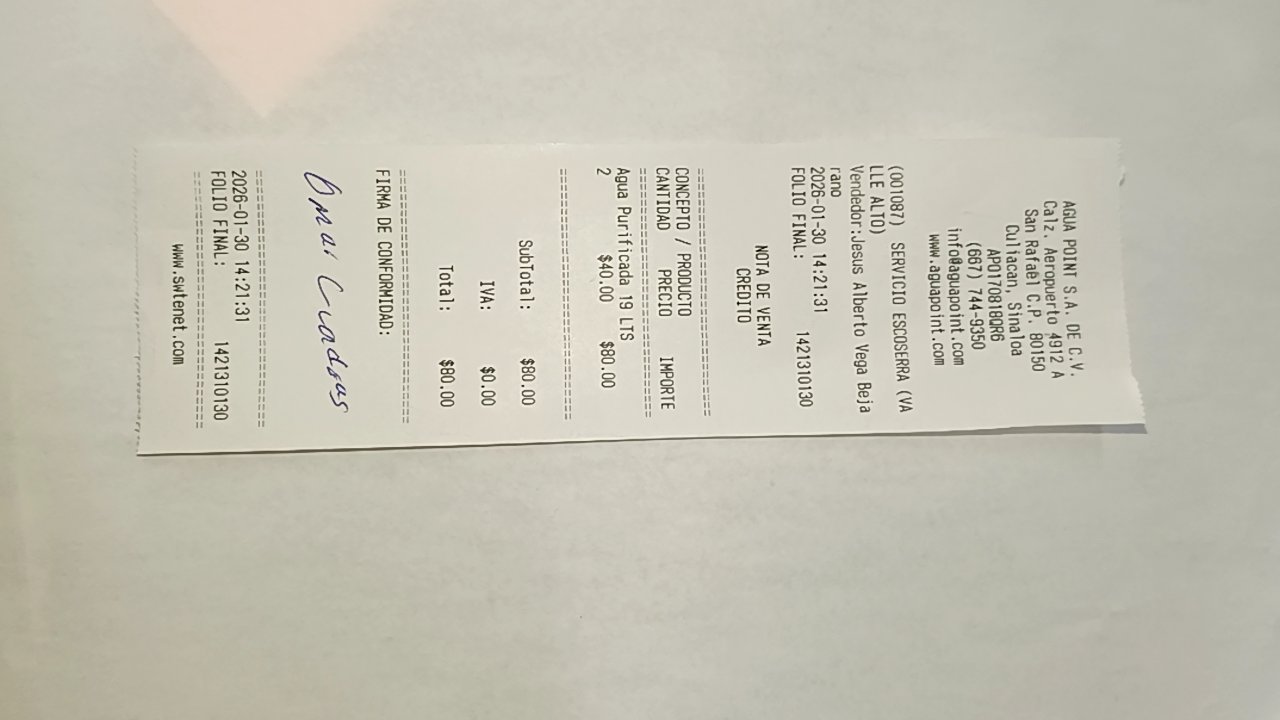 AGUA POINT S.A. DE C.V.
Calz. Aeropuerto 4912 A
San Rafael C.P. 80150
Culiacan, Sinaloa
APO170818QR6
(667) 744-9350
info@aguapoint.com
www.aguapoint.com
(001087) SERVICIO ESCOSERRA (VA
LLE ALTO)
Vendedor:Jesus Alberto Vega Beja
rano
2026-01-30 14:21:31
FOLIO FINAL: 1421310130
NOTA DE VENTA
CREDITO
================================
CONCEPTO / PRODUCTO
CANTIDAD PRECIO IMPORTE
================================
Agua Purificada 19 LTS
2 $40.00 $80.00
================================
SubTotal: $80.00
IVA: $0.00
Total: $80.00
================================
FIRMA DE CONFORMIDAD:
Omar Criadous
================================
2026-01-30 14:21:31
FOLIO FINAL: 1421310130
================================
www.swtenet.com